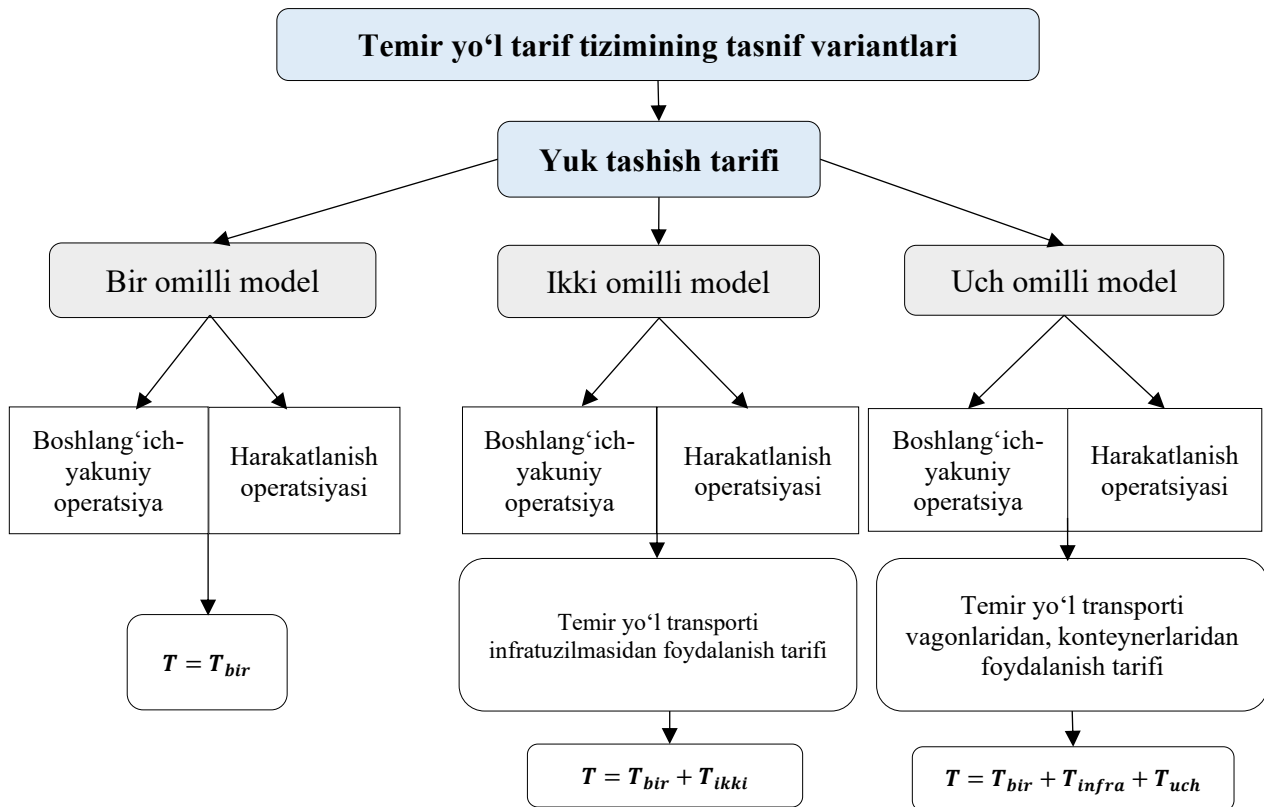 Temir yo‘l tarif tizimining tasnif variantlari
Yuk tashish tarifi
Bir omilli model
Ikki omilli model
Uch omilli model
Boshlang‘ich-
yakuniy
operatsiya
Harakatlanish
operatsiyasi
Boshlang‘ich-
yakuniy
operatsiya
Harakatlanish
operatsiyasi
Boshlang‘ich-
yakuniy
operatsiya
Harakatlanish
operatsiyasi
T = T_bir
Temir yo‘l transporti
infratuzilmasidan foydalanish tarifi
Temir yo‘l transporti
vagonlaridan, konteynerlaridan
foydalanish tarifi
T = T_bir + T_ikki
T = T_bir + T_infra + T_uch